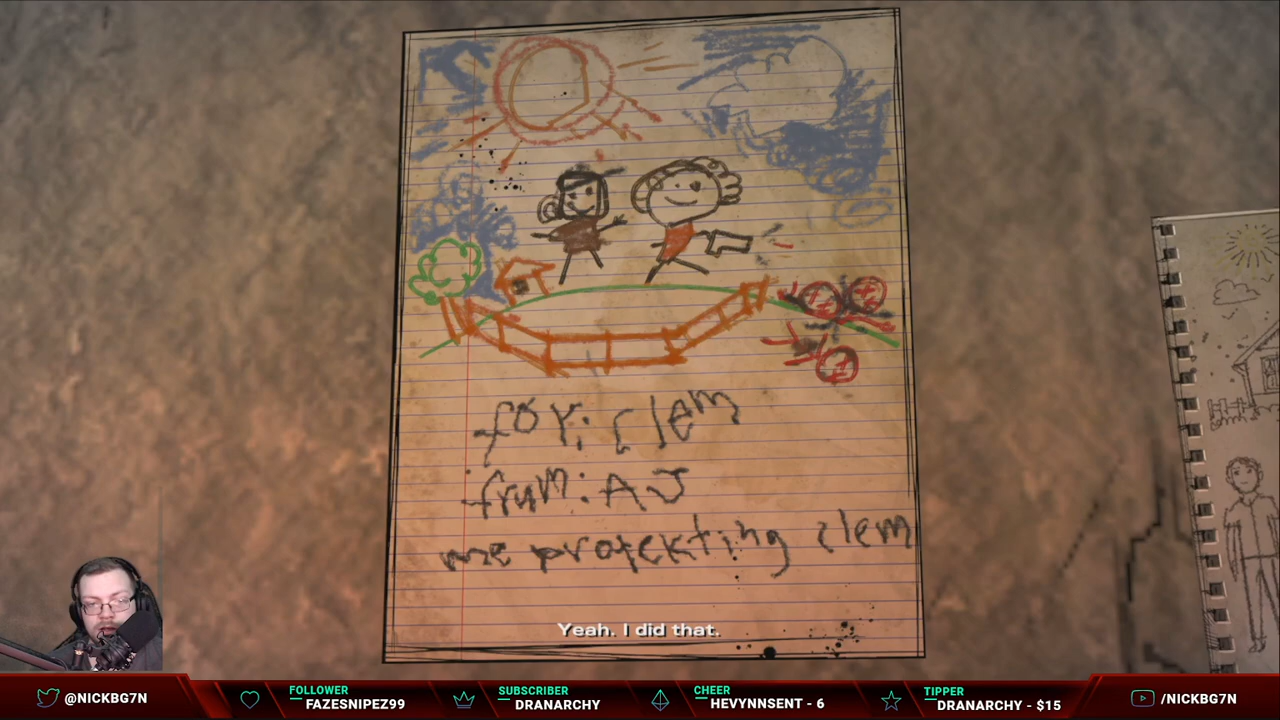 for: Clem
frum: AJ
me protekting clem
Yeah. I did that.
@NICKBG7N
FOLLOWER
FAZESNIPEZ99
SUBSCRIBER
DRANARCHY
CHEER
HEVYNNSENT - 6
TIPPER
DRANARCHY - $15
/NICKBG7N